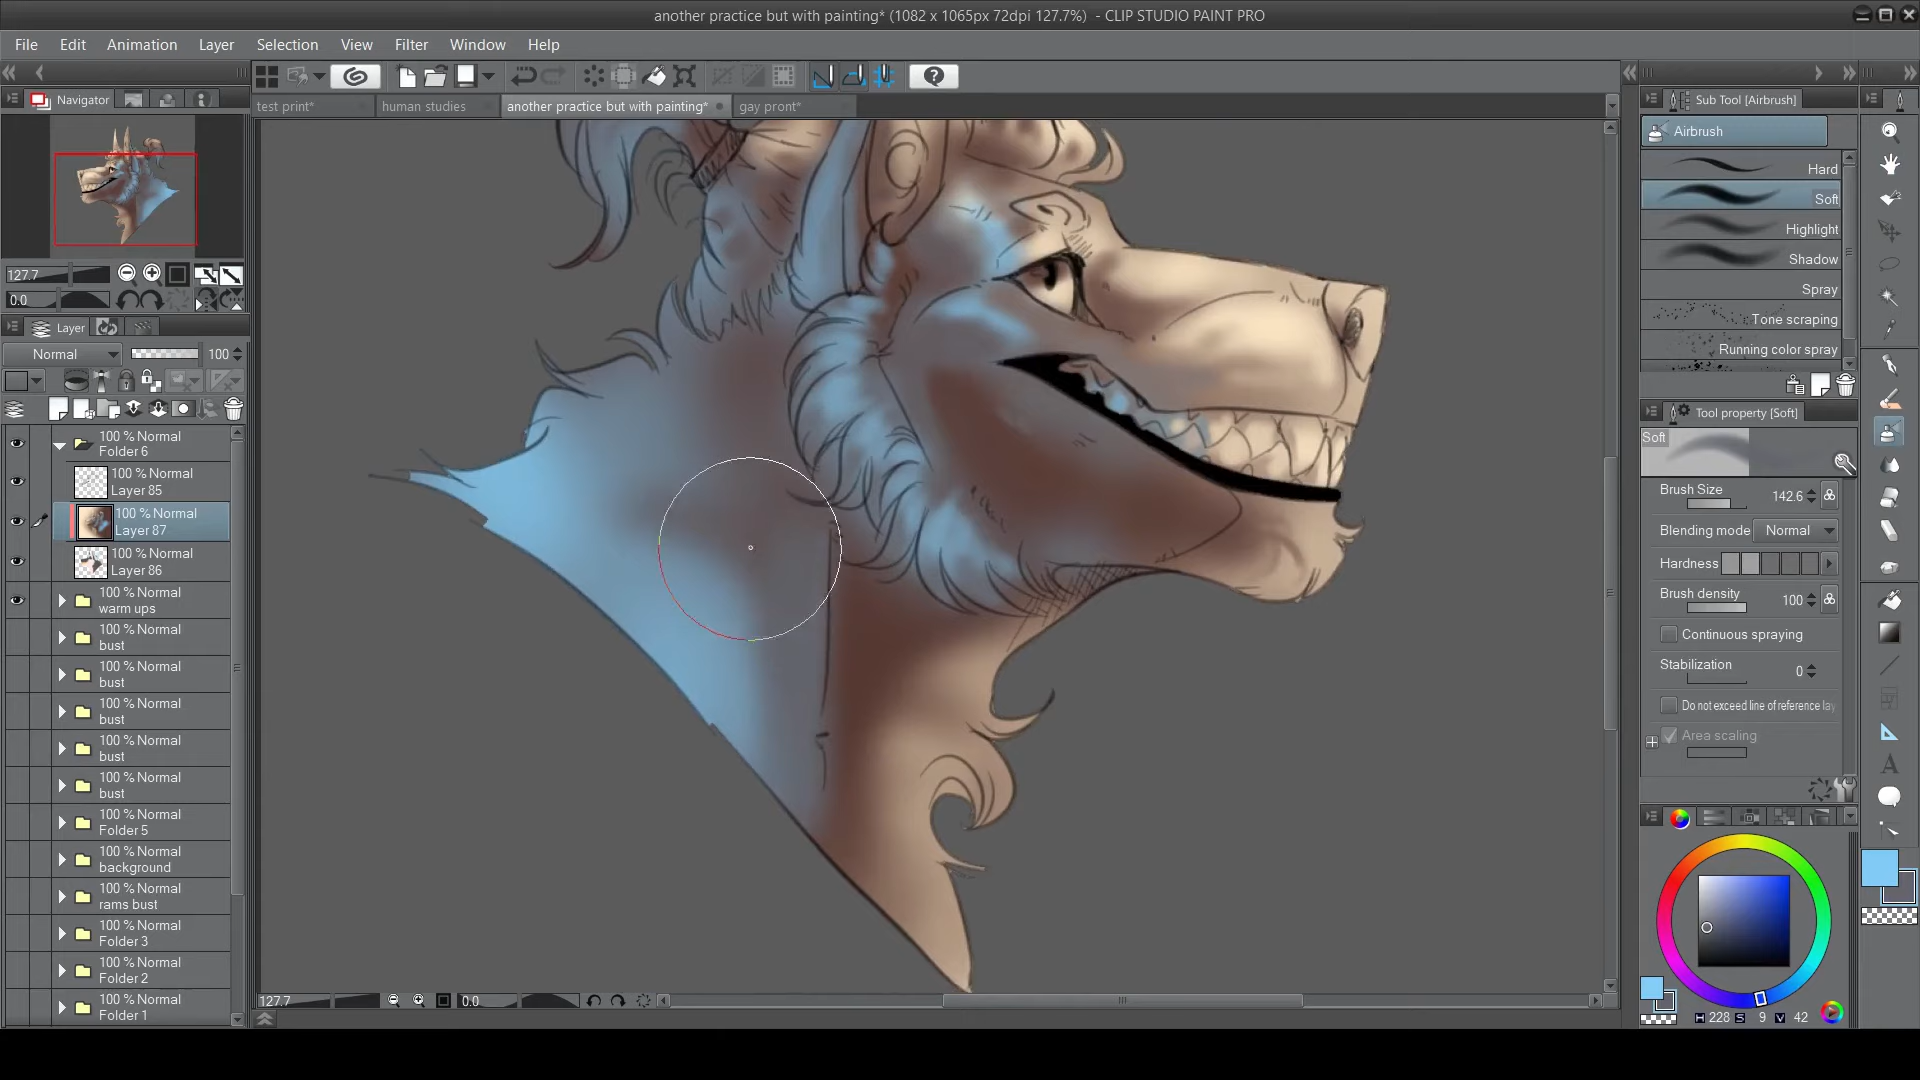 another practice but with painting* (1082 x 1065px 72dpi 127.7%) - CLIP STUDIO PAINT PRO
File Edit Animation Layer Selection View Filter Window Help
test print* human studies another practice but with painting* gay pront*
Navigator
127.7
0.0
Layer
Normal 100
100 % Normal
Folder 6
100 % Normal
Layer 85
100 % Normal
Layer 87
100 % Normal
Layer 86
100 % Normal
warm ups
100 % Normal
bust
100 % Normal
bust
100 % Normal
bust
100 % Normal
bust
100 % Normal
bust
100 % Normal
Folder 5
100 % Normal
background
100 % Normal
rams bust
100 % Normal
Folder 3
100 % Normal
Folder 2
100 % Normal
Folder 1
127.7 0.0
Sub Tool [Airbrush]
Airbrush
Hard
Soft
Highlight
Shadow
Spray
Tone scraping
Running color spray
Tool property [Soft]
Soft
Brush Size 142.6
Blending mode Normal
Hardness
Brush density 100
Continuous spraying
Stabilization 0
Do not exceed line of reference lay
Area scaling
H 228 S 9 V 42